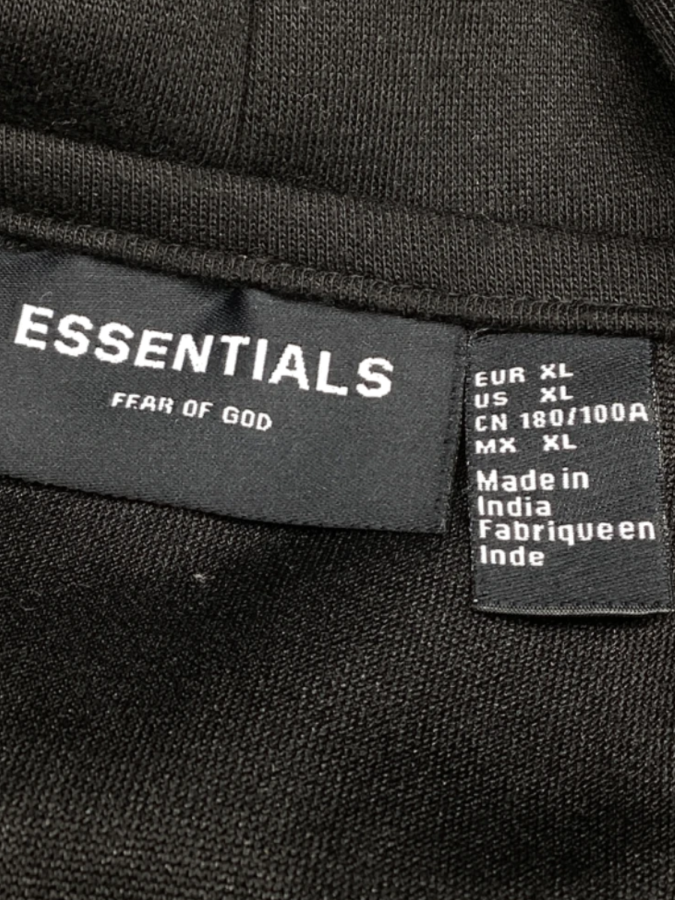 ESSENTIALS
FEAR OF GOD
EUR XL
US XL
CN 180/100A
MX XL
Made in
India
Fabriqueen
Inde